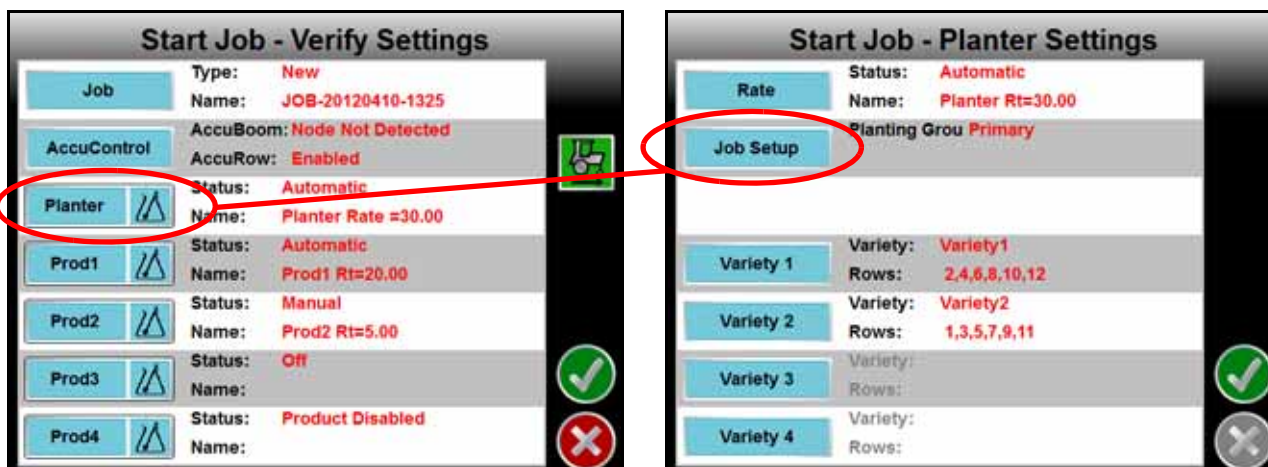 Start Job - Verify Settings
Job
Type: New
Name: JOB-20120410-1325
AccuControl
AccuBoom: Node Not Detected
AccuRow: Enabled
Planter
Status: Automatic
Name: Planter Rate =30.00
Prod1
Status: Automatic
Name: Prod1 Rt=20.00
Prod2
Status: Manual
Name: Prod2 Rt=5.00
Prod3
Status: Off
Name:
Prod4
Status: Product Disabled
Name:
Start Job - Planter Settings
Rate
Status: Automatic
Name: Planter Rt=30.00
Job Setup
Planting Grou Primary
Variety 1
Variety: Variety1
Rows: 2,4,6,8,10,12
Variety 2
Variety: Variety2
Rows: 1,3,5,7,9,11
Variety 3
Variety:
Rows:
Variety 4
Variety:
Rows: